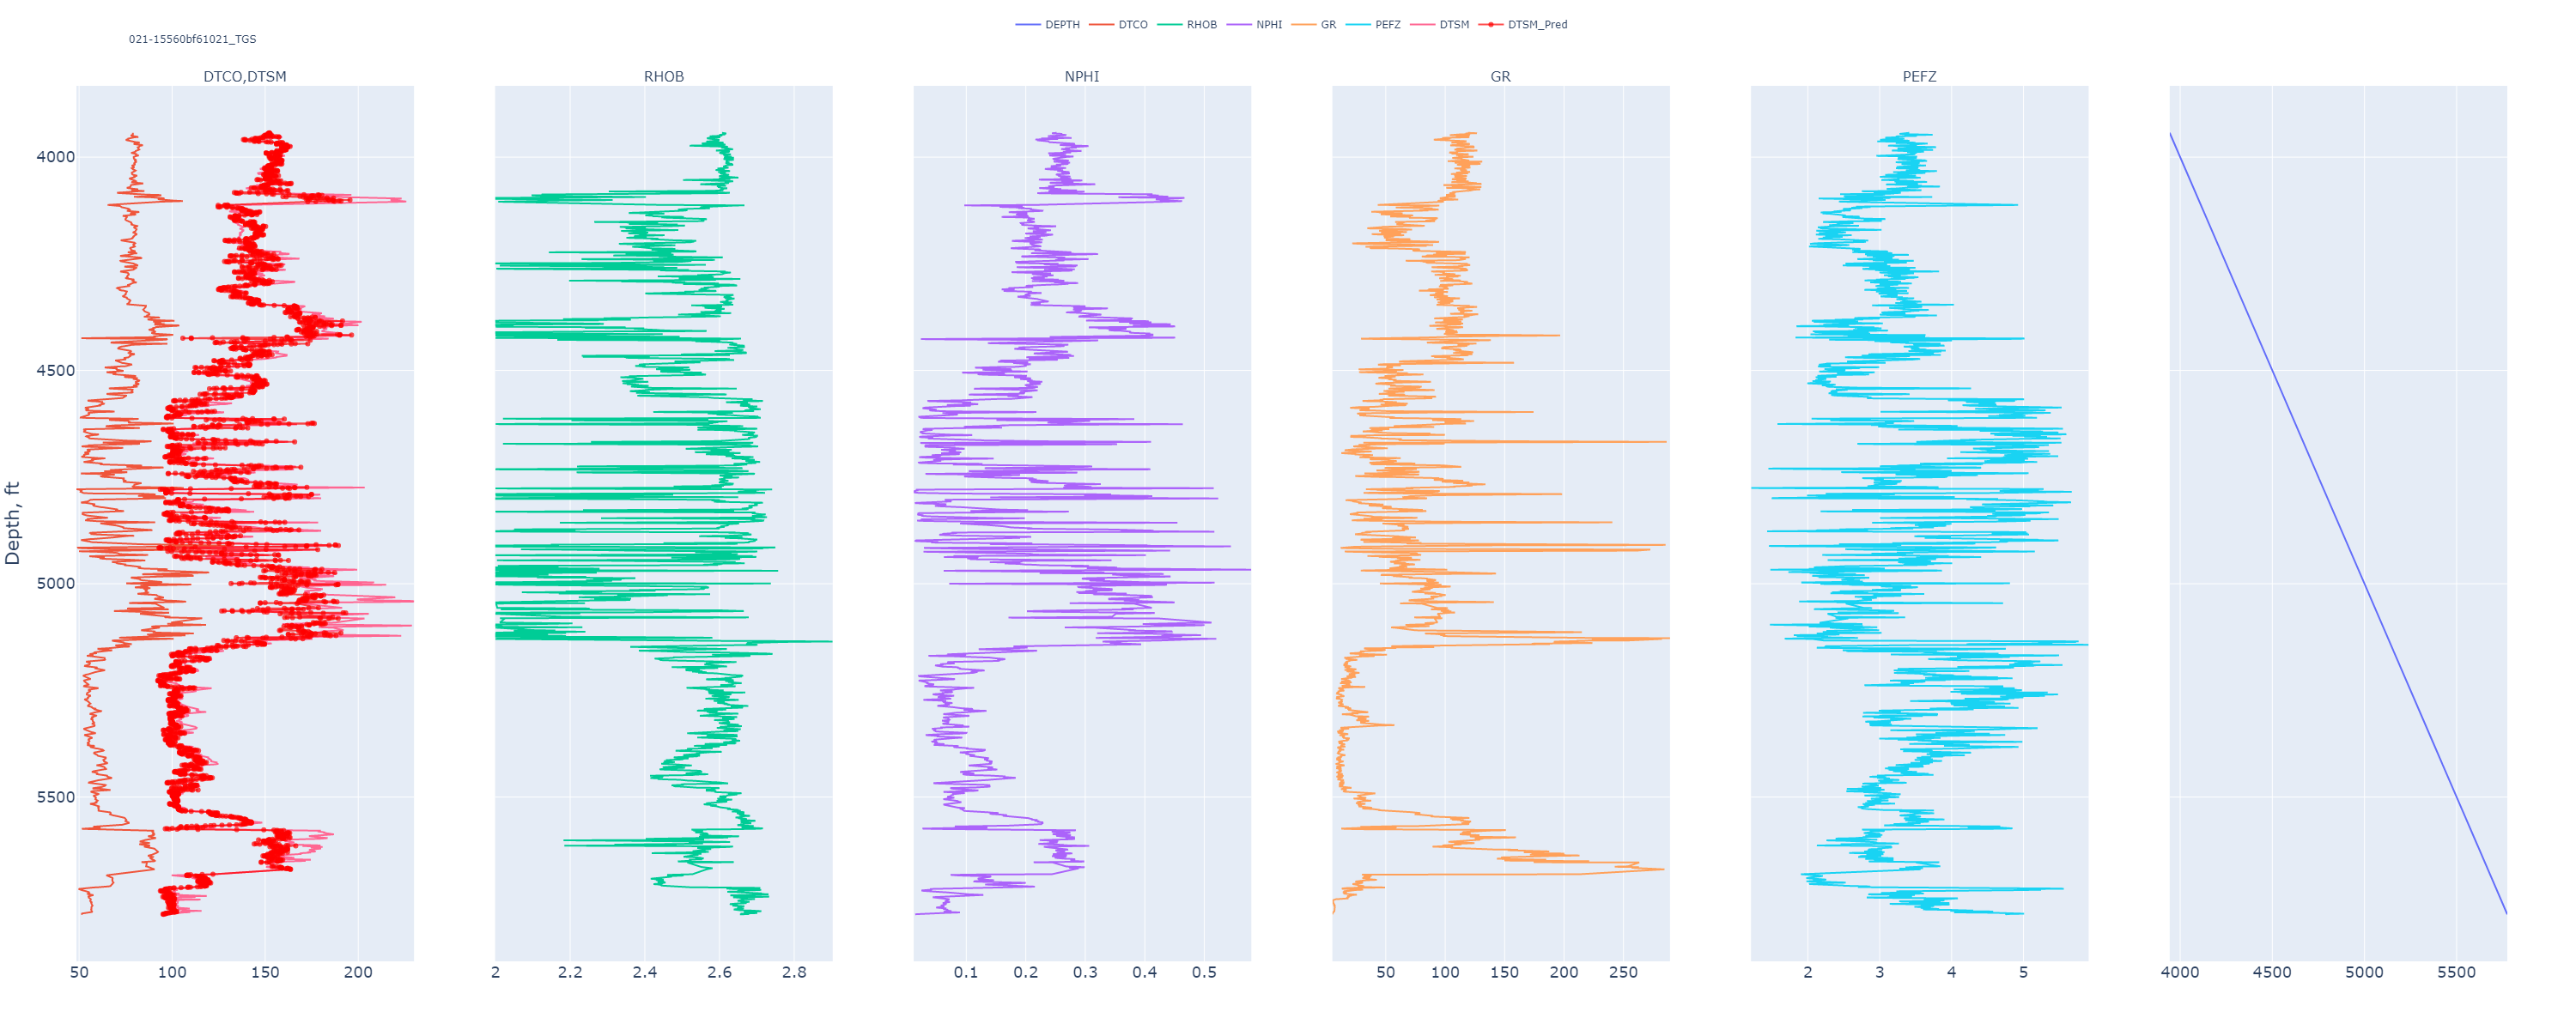 DEPTH DTCO RHOB NPHI GR PEFZ DTSM DTSM_Pred
021-15560bf61021_TGS
DTCO,DTSM RHOB NPHI GR PEFZ
Depth, ft
4000
4500
5000
5500
50 100 150 200 2 2.2 2.4 2.6 2.8 0.1 0.2 0.3 0.4 0.5 50 100 150 200 250 2 3 4 5 4000 4500 5000 5500